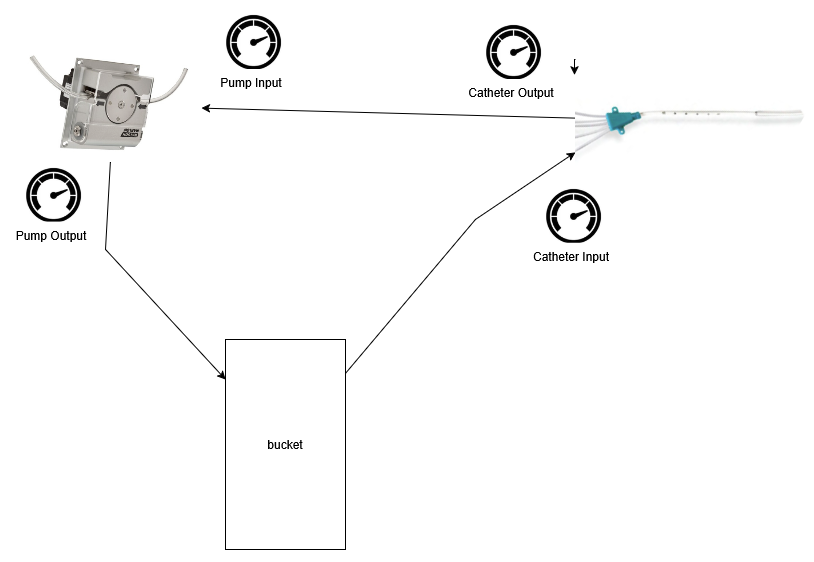 Pump Input
Catheter Output
Pump Output
Catheter Input
bucket